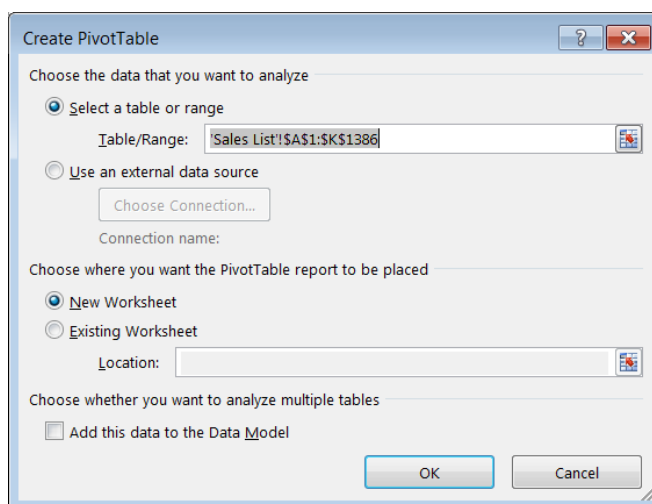 Create PivotTable
?
Choose the data that you want to analyze
Select a table or range
Table/Range: 'Sales List'!$A$1:$K$1386
Use an external data source
Choose Connection...
Connection name:
Choose where you want the PivotTable report to be placed
New Worksheet
Existing Worksheet
Location:
Choose whether you want to analyze multiple tables
Add this data to the Data Model
OK Cancel